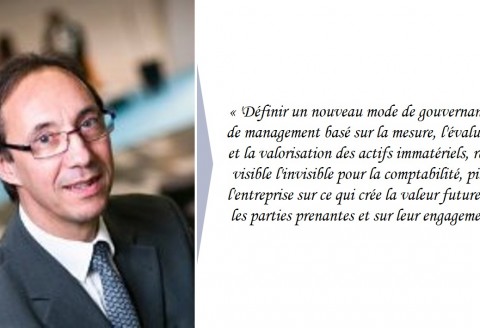 « Définir un nouveau mode de gouvernan
de management basé sur la mesure, l'évalu
et la valorisation des actifs immatériels, r
visible l'invisible pour la comptabilité, pi
l'entreprise sur ce qui crée la valeur future
les parties prenantes et sur leur engageme